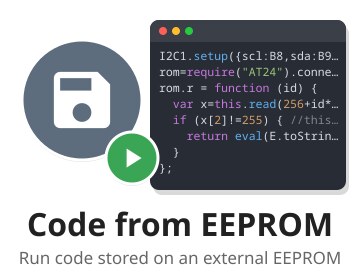 I2C1.setup({scl:B8,sda:B9…
rom=require("AT24").conne…
rom.r = function (id) {
var x=this.read(256+id*…
if (x[2]!=255) { //this…
return eval(E.toStrin…
}
};
Code from EEPROM
Run code stored on an external EEPROM